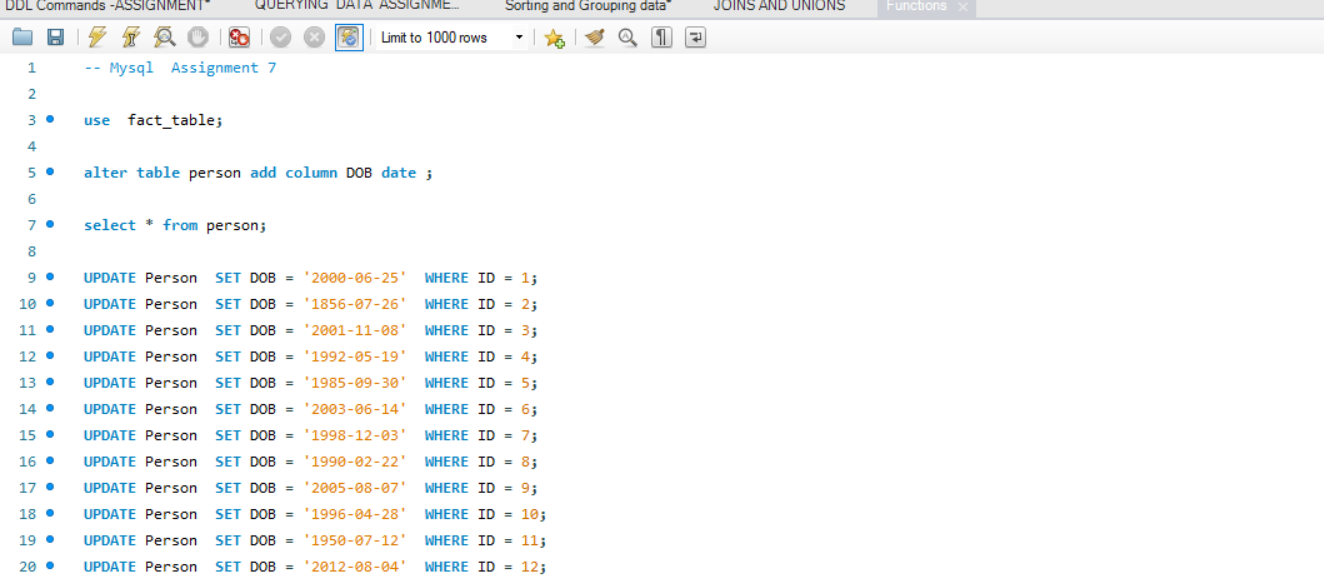 DDL Commands -ASSIGNMENT*
QUERYING DATA ASSIGNME...
Sorting and Grouping data*
JOINS AND UNIONS
Functions
Limit to 1000 rows
1 -- Mysql  Assignment 7
2
3 use  fact_table;
4
5 alter table person add column DOB date ;
6
7 select * from person;
8
9 UPDATE Person  SET DOB = '2000-06-25'  WHERE ID = 1;
10 UPDATE Person  SET DOB = '1856-07-26'  WHERE ID = 2;
11 UPDATE Person  SET DOB = '2001-11-08'  WHERE ID = 3;
12 UPDATE Person  SET DOB = '1992-05-19'  WHERE ID = 4;
13 UPDATE Person  SET DOB = '1985-09-30'  WHERE ID = 5;
14 UPDATE Person  SET DOB = '2003-06-14'  WHERE ID = 6;
15 UPDATE Person  SET DOB = '1998-12-03'  WHERE ID = 7;
16 UPDATE Person  SET DOB = '1990-02-22'  WHERE ID = 8;
17 UPDATE Person  SET DOB = '2005-08-07'  WHERE ID = 9;
18 UPDATE Person  SET DOB = '1996-04-28'  WHERE ID = 10;
19 UPDATE Person  SET DOB = '1950-07-12'  WHERE ID = 11;
20 UPDATE Person  SET DOB = '2012-08-04'  WHERE ID = 12;